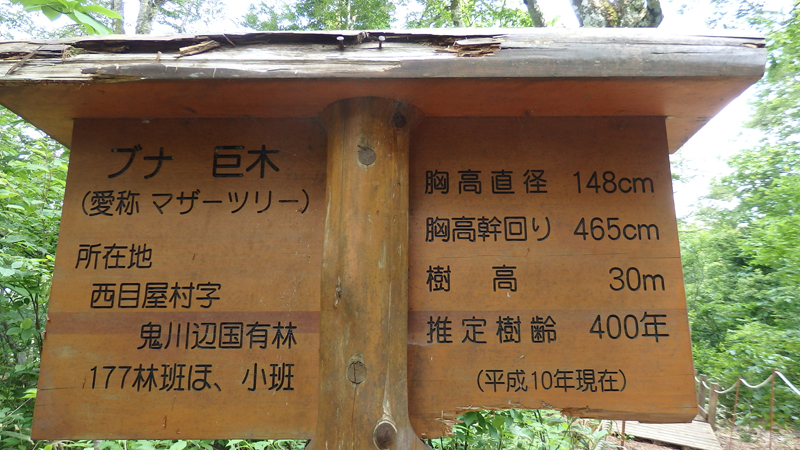 ブナ 巨木
(愛称 マザーツリー)
所在地
西目屋村字
鬼川辺国有林
177林班ほ、小班
胸高直径 148cm
胸高幹回り 465cm
樹高 30m
推定樹齢 400年
(平成10年現在)